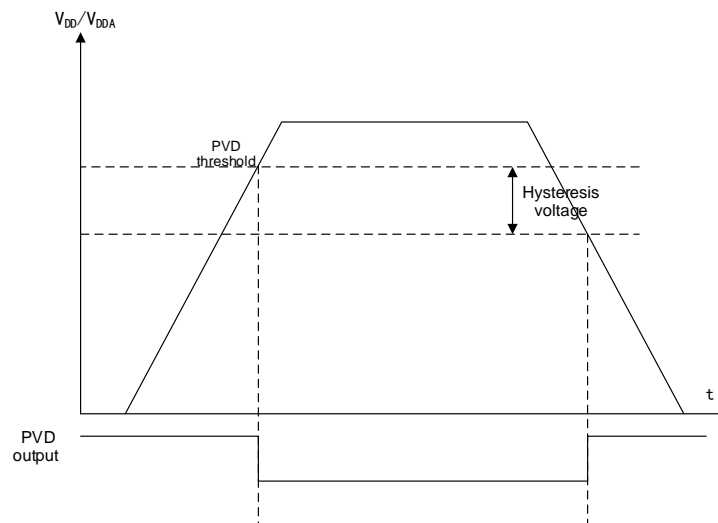 VDD/VDDA
PVD
threshold
Hysteresis
voltage
t
PVD
output